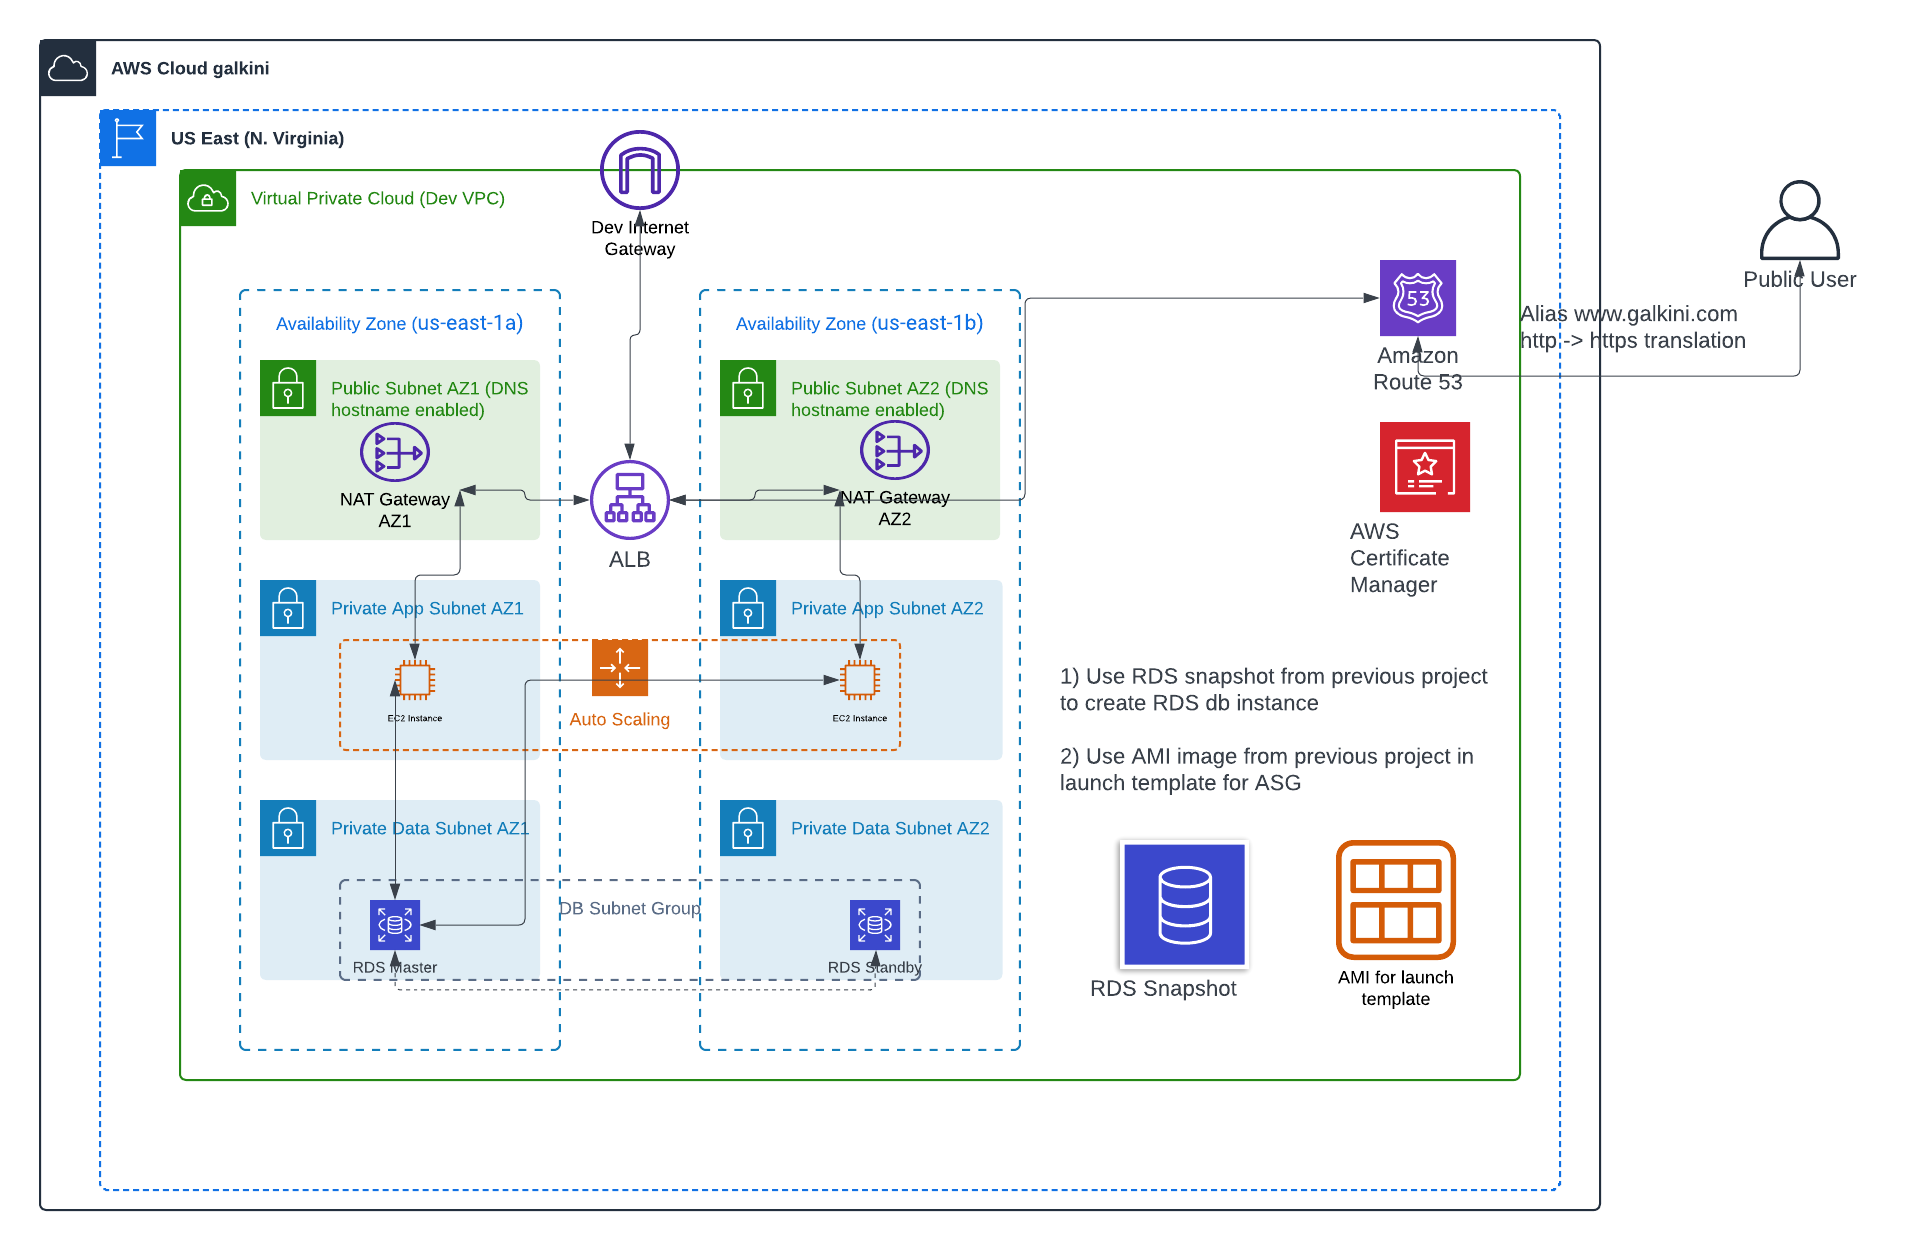 AWS Cloud galkini
US East (N. Virginia)
Virtual Private Cloud (Dev VPC)
Dev Internet
Gateway
Public User
Availability Zone (us-east-1a)
Availability Zone (us-east-1b)
53
Alias www.galkini.com
http -> https translation
Amazon
Route 53
Public Subnet AZ1 (DNS
hostname enabled)
Public Subnet AZ2 (DNS
hostname enabled)
NAT Gateway
AZ1
NAT Gateway
AZ2
ALB
AWS
Certificate
Manager
Private App Subnet AZ1
Private App Subnet AZ2
EC2 Instance
Auto Scaling
EC2 Instance
1) Use RDS snapshot from previous project
to create RDS db instance
2) Use AMI image from previous project in
launch template for ASG
Private Data Subnet AZ1
Private Data Subnet AZ2
DB Subnet Group
RDS Master
RDS Standby
RDS Snapshot
AMI for launch
template